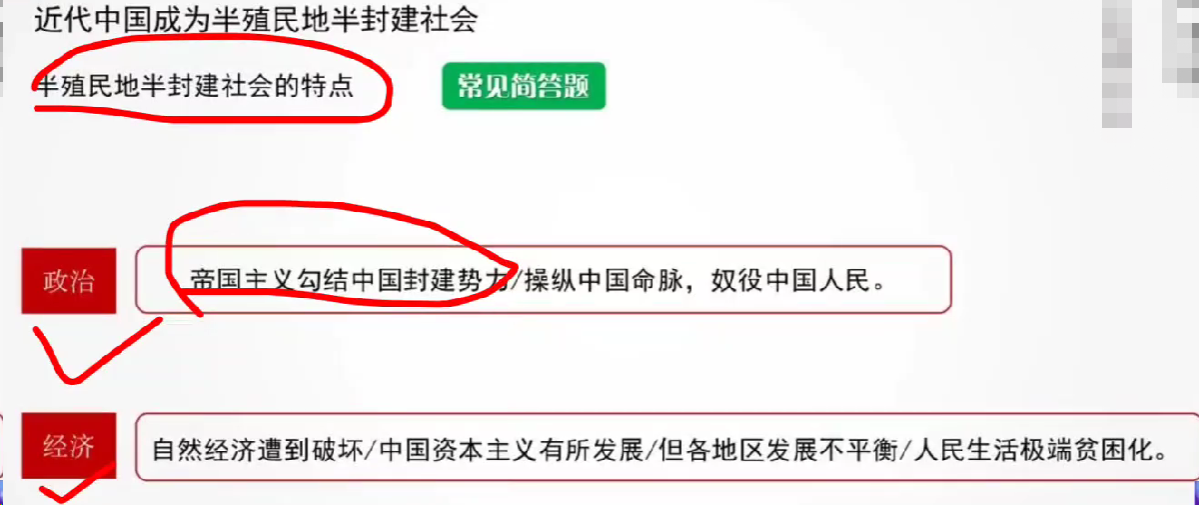 近代中国成为半殖民地半封建社会
半殖民地半封建社会的特点
常见简答题
政治
帝国主义勾结中国封建势力/操纵中国命脉，奴役中国人民。
经济
自然经济遭到破坏/中国资本主义有所发展/但各地区发展不平衡/人民生活极端贫困化。